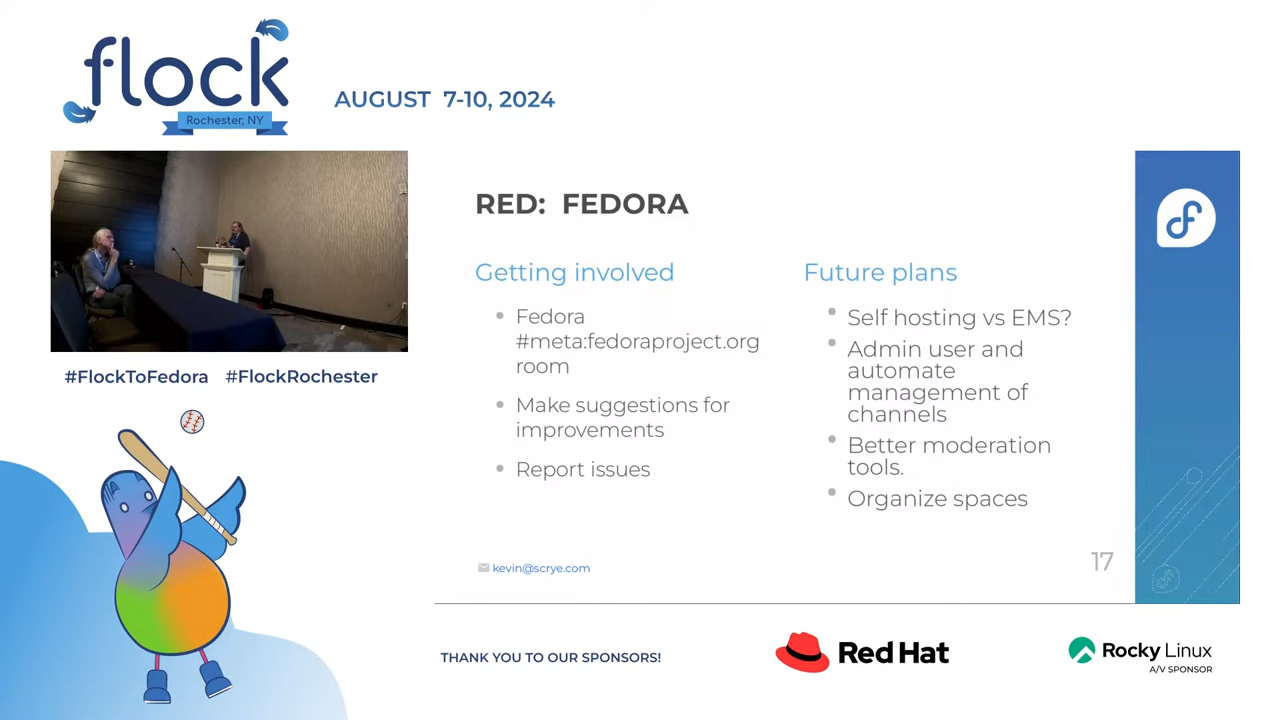 flock
Rochester, NY
AUGUST 7-10, 2024
#FlockToFedora #FlockRochester
RED: FEDORA
Getting involved
Fedora
#meta:fedoraproject.org
room
Make suggestions for
improvements
Report issues
Future plans
Self hosting vs EMS?
Admin user and
automate
management of
channels
Better moderation
tools.
Organize spaces
kevin@scrye.com
17
THANK YOU TO OUR SPONSORS!
Red Hat
Rocky Linux
A/V SPONSOR